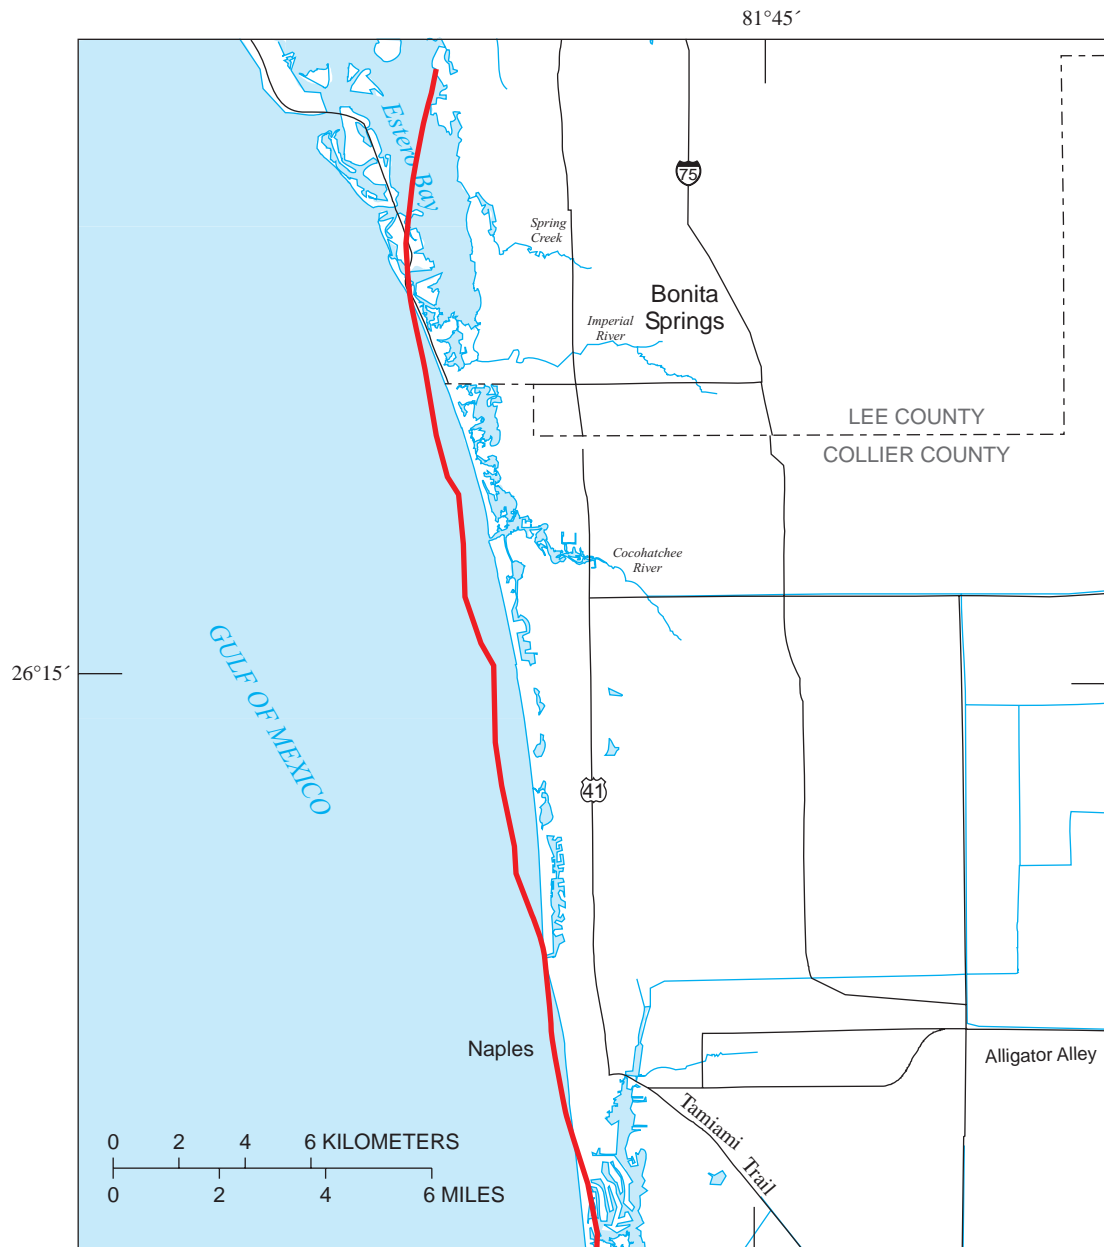 81°45´
Estero Bay
75
Spring
Creek
Bonita
Springs
Imperial
River
LEE COUNTY
COLLIER COUNTY
Cocohatchee
River
GULF OF MEXICO
26°15´
41
Naples
Alligator Alley
Tamiami Trail
0 2 4 6 KILOMETERS
0 2 4 6 MILES